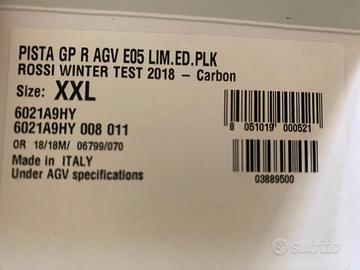 PISTA GP R AGV E05 LIM.ED.PLK
ROSSI WINTER TEST 2018 – Carbon
Size: XXL
6021A9HY
6021A9HY 008 011
OR 18/18M/ 06799/070
Made in ITALY
Under AGV specifications
8 051019 000521
03889500
subito